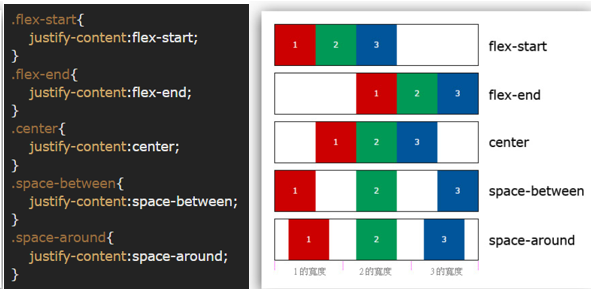 .flex-start{
justify-content:flex-start;
}
.flex-end{
justify-content:flex-end;
}
.center{
justify-content:center;
}
.space-between{
justify-content:space-between;
}
.space-around{
justify-content:space-around;
}
1 2 3 flex-start
1 2 3 flex-end
1 2 3 center
1 2 3 space-between
1 2 3 space-around
1的寬度 2的寬度 3的寬度